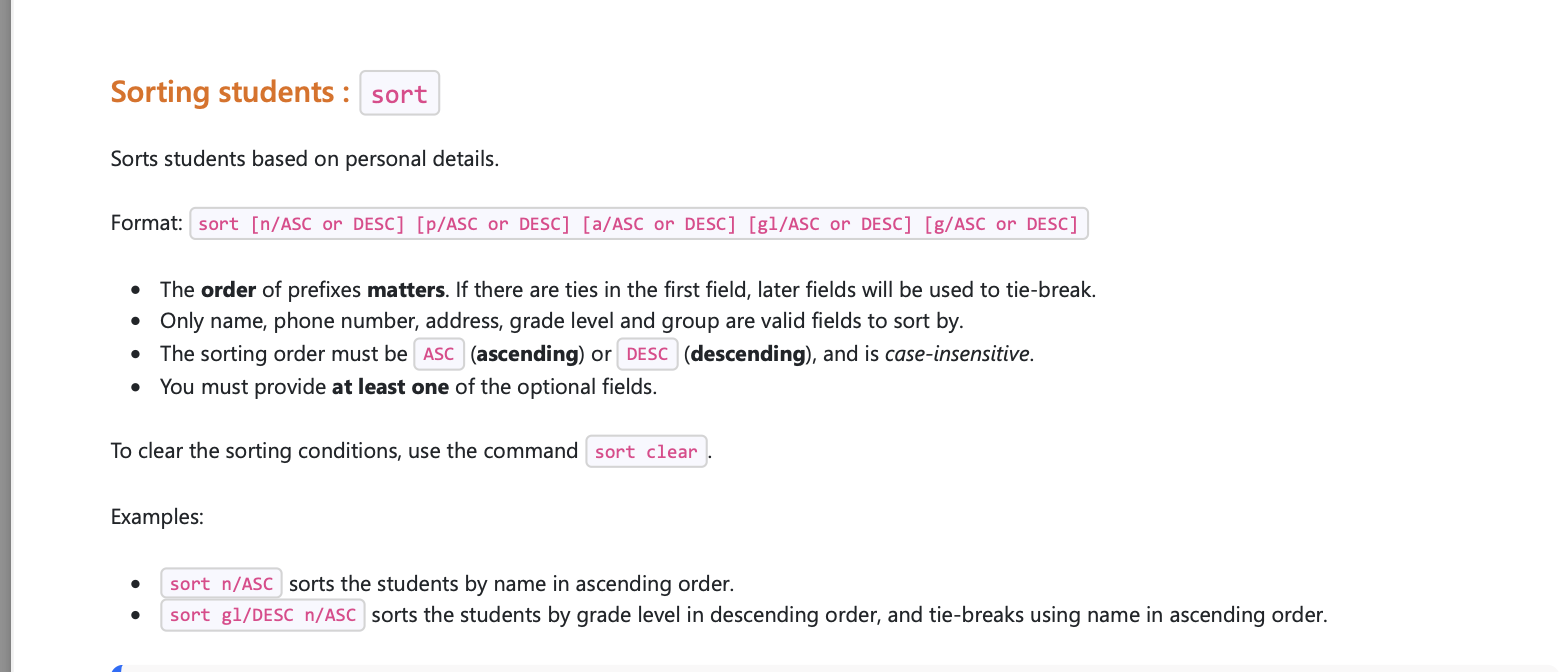 Sorting students : sort
Sorts students based on personal details.
Format: sort [n/ASC or DESC] [p/ASC or DESC] [a/ASC or DESC] [gl/ASC or DESC] [g/ASC or DESC]
• The order of prefixes matters. If there are ties in the first field, later fields will be used to tie-break.
• Only name, phone number, address, grade level and group are valid fields to sort by.
• The sorting order must be ASC (ascending) or DESC (descending), and is case-insensitive.
• You must provide at least one of the optional fields.
To clear the sorting conditions, use the command sort clear.
Examples:
• sort n/ASC sorts the students by name in ascending order.
• sort gl/DESC n/ASC sorts the students by grade level in descending order, and tie-breaks using name in ascending order.